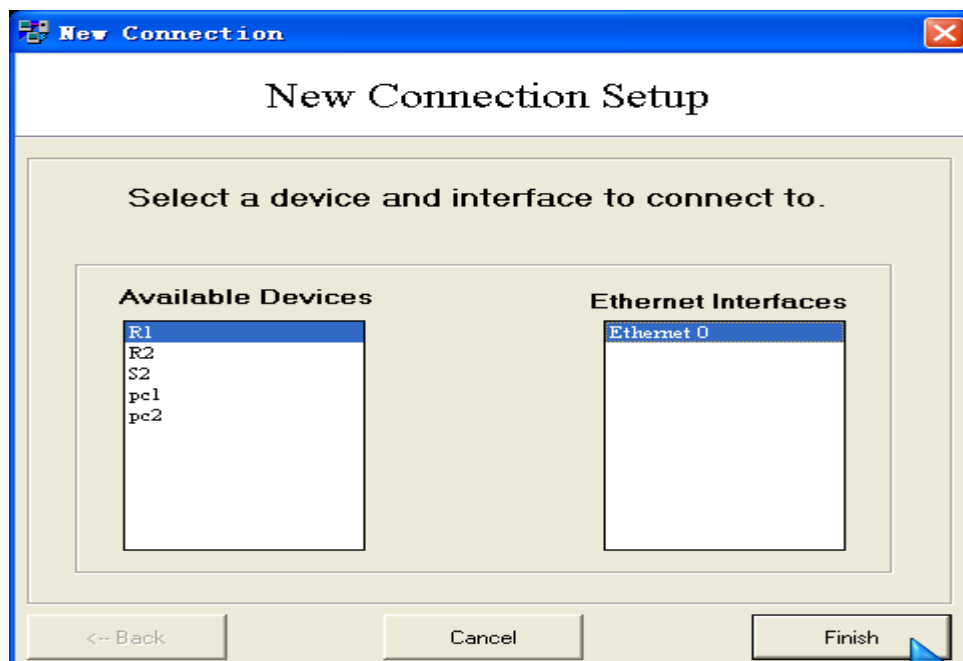 New Connection
New Connection Setup
Select a device and interface to connect to.
Available Devices
R1
R2
S2
pc1
pc2
Ethernet Interfaces
Ethernet 0
<-- Back
Cancel
Finish